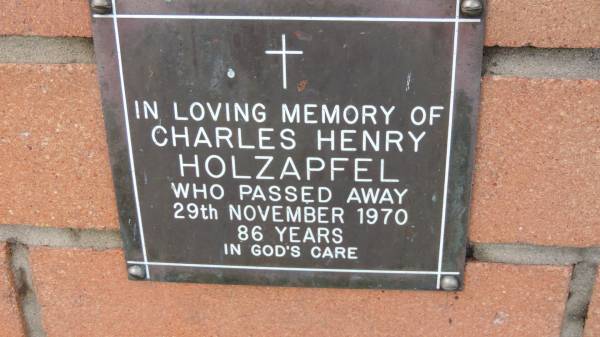 IN LOVING MEMORY OF
CHARLES HENRY
HOLZAPFEL
WHO PASSED AWAY
29th NOVEMBER 1970
86 YEARS
IN GOD'S CARE